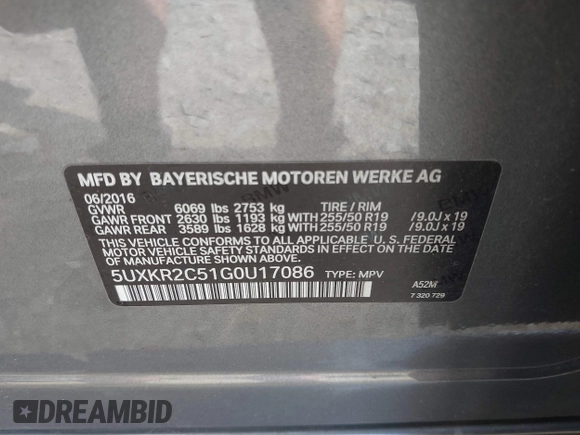 MFD BY BAYERISCHE MOTOREN WERKE AG
06/2016
GVWR 6069 lbs 2753 kg TIRE / RIM
GAWR FRONT 2630 lbs 1193 kg WITH 255/50 R19 /9.0J x 19
GAWR REAR 3589 lbs 1628 kg WITH 255/50 R19 /9.0J x 19
THIS VEHICLE CONFORMS TO ALL APPLICABLE U. S. FEDERAL
MOTOR VEHICLE SAFETY STANDARDS IN EFFECT ON THE DATE
OF MANUFACTURE SHOWN ABOVE.
5UXKR2C51G0U17086 TYPE: MPV A52M
7 320 729
DREAMBID